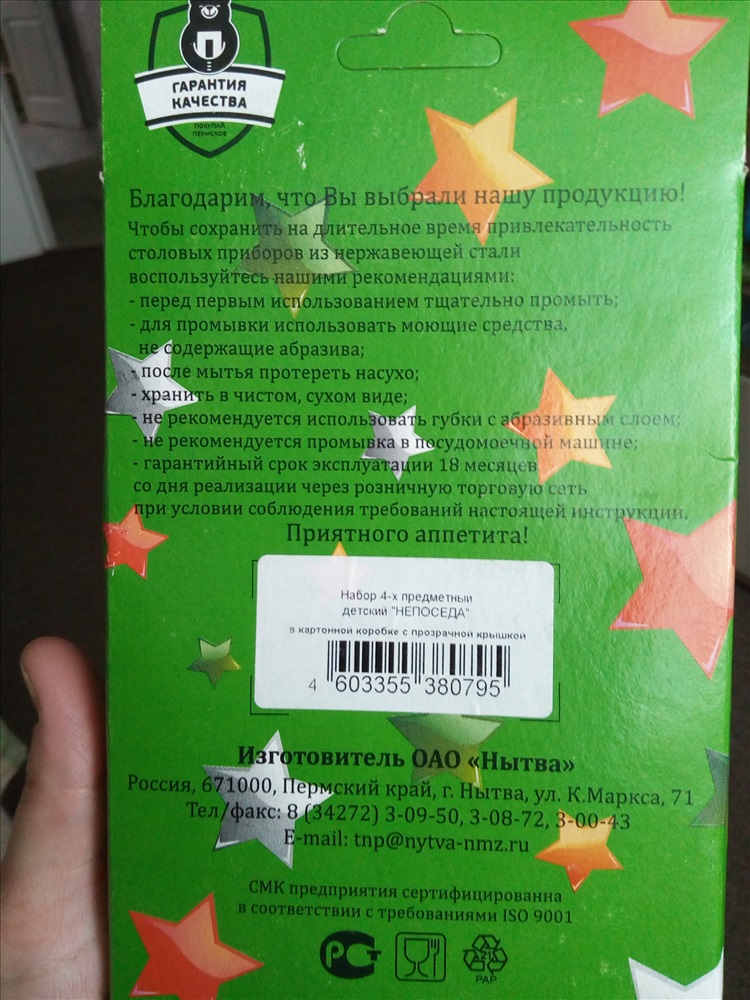 ГАРАНТИЯ
КАЧЕСТВА
ПОКУПАЙ
ПЕРМСКОЕ
Благодарим, что Вы выбрали нашу продукцию!
Чтобы сохранить на длительное время привлекательность
столовых приборов из нержавеющей стали
воспользуйтесь нашими рекомендациями:
- перед первым использованием тщательно промыть;
- для промывки использовать моющие средства,
не содержащие абразива;
- после мытья протереть насухо;
- хранить в чистом, сухом виде;
- не рекомендуется использовать губки с абразивным слоем;
- не рекомендуется промывка в посудомоечной машине;
- гарантийный срок эксплуатации 18 месяцев
со дня реализации через розничную торговую сеть
при условии соблюдения требований настоящей инструкции.
Приятного аппетита!
Набор 4-х предметный
детский "НЕПОСЕДА"
в картонной коробке с прозрачной крышкой
4 603355 380795
Изготовитель ОАО «Нытва»
Россия, 671000, Пермский край, г. Нытва, ул. К.Маркса, 71
Тел/факс: 8 (34272) 3-09-50, 3-08-72, 3-00-43
E-mail: tnp@nytva-nmz.ru
СМК предприятия сертифицированна
в соответствии с требованиями ISO 9001
РСТ
21
PAP